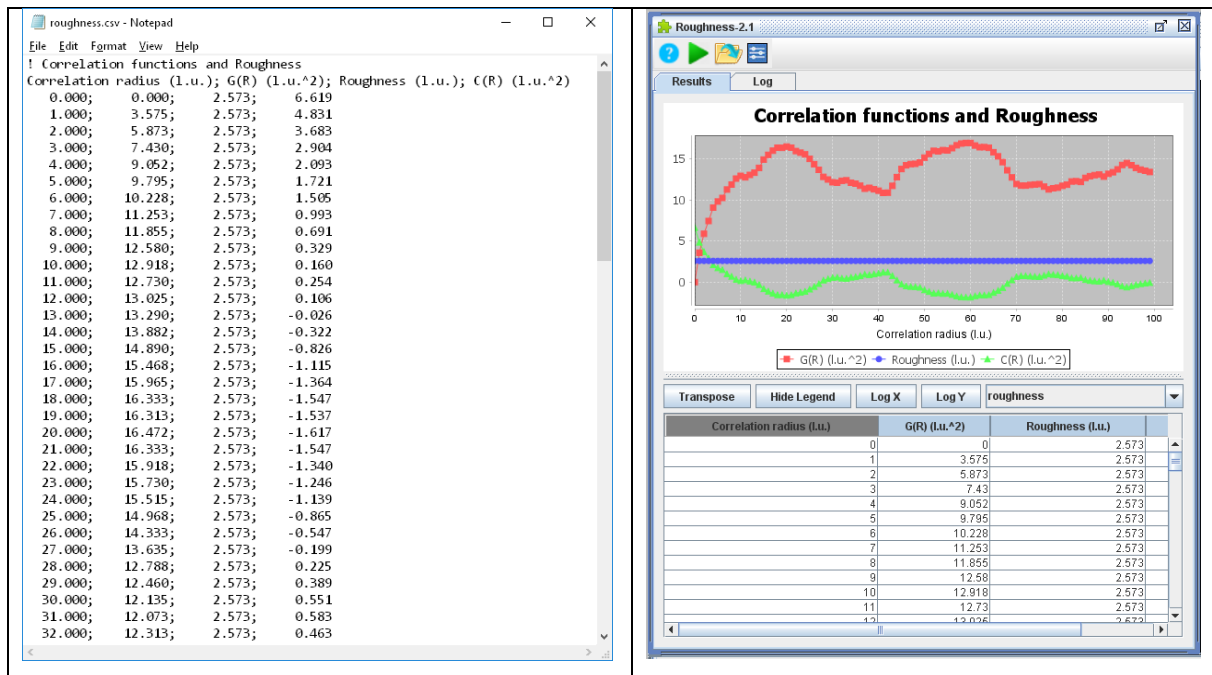 roughness.csv - Notepad
File Edit Format View Help
! Correlation functions and Roughness
Correlation radius (l.u.); G(R) (l.u.^2); Roughness (l.u.); C(R) (l.u.^2)
0.000; 0.000; 2.573; 6.619
1.000; 3.575; 2.573; 4.831
2.000; 5.873; 2.573; 3.683
3.000; 7.430; 2.573; 2.904
4.000; 9.052; 2.573; 2.093
5.000; 9.795; 2.573; 1.721
6.000; 10.228; 2.573; 1.505
7.000; 11.253; 2.573; 0.993
8.000; 11.855; 2.573; 0.691
9.000; 12.580; 2.573; 0.329
10.000; 12.918; 2.573; 0.160
11.000; 12.730; 2.573; 0.254
12.000; 13.025; 2.573; 0.106
13.000; 13.290; 2.573; -0.026
14.000; 13.882; 2.573; -0.322
15.000; 14.890; 2.573; -0.826
16.000; 15.468; 2.573; -1.115
17.000; 15.965; 2.573; -1.364
18.000; 16.333; 2.573; -1.547
19.000; 16.313; 2.573; -1.537
20.000; 16.472; 2.573; -1.617
21.000; 16.333; 2.573; -1.547
22.000; 15.918; 2.573; -1.340
23.000; 15.730; 2.573; -1.246
24.000; 15.515; 2.573; -1.139
25.000; 14.968; 2.573; -0.865
26.000; 14.333; 2.573; -0.547
27.000; 13.635; 2.573; -0.199
28.000; 12.788; 2.573; 0.225
29.000; 12.460; 2.573; 0.389
30.000; 12.135; 2.573; 0.551
31.000; 12.073; 2.573; 0.583
32.000; 12.313; 2.573; 0.463
Roughness-2.1
Results Log
Correlation functions and Roughness
15
10
5
0
0 10 20 30 40 50 60 70 80 90 100
Correlation radius (l.u.)
G(R) (l.u.^2) Roughness (l.u.) C(R) (l.u.^2)
Transpose Hide Legend Log X Log Y roughness
Correlation radius (l.u.) G(R) (l.u.^2) Roughness (l.u.)
0 0 2.573
1 3.575 2.573
2 5.873 2.573
3 7.43 2.573
4 9.052 2.573
5 9.795 2.573
6 10.228 2.573
7 11.253 2.573
8 11.855 2.573
9 12.58 2.573
10 12.918 2.573
11 12.73 2.573